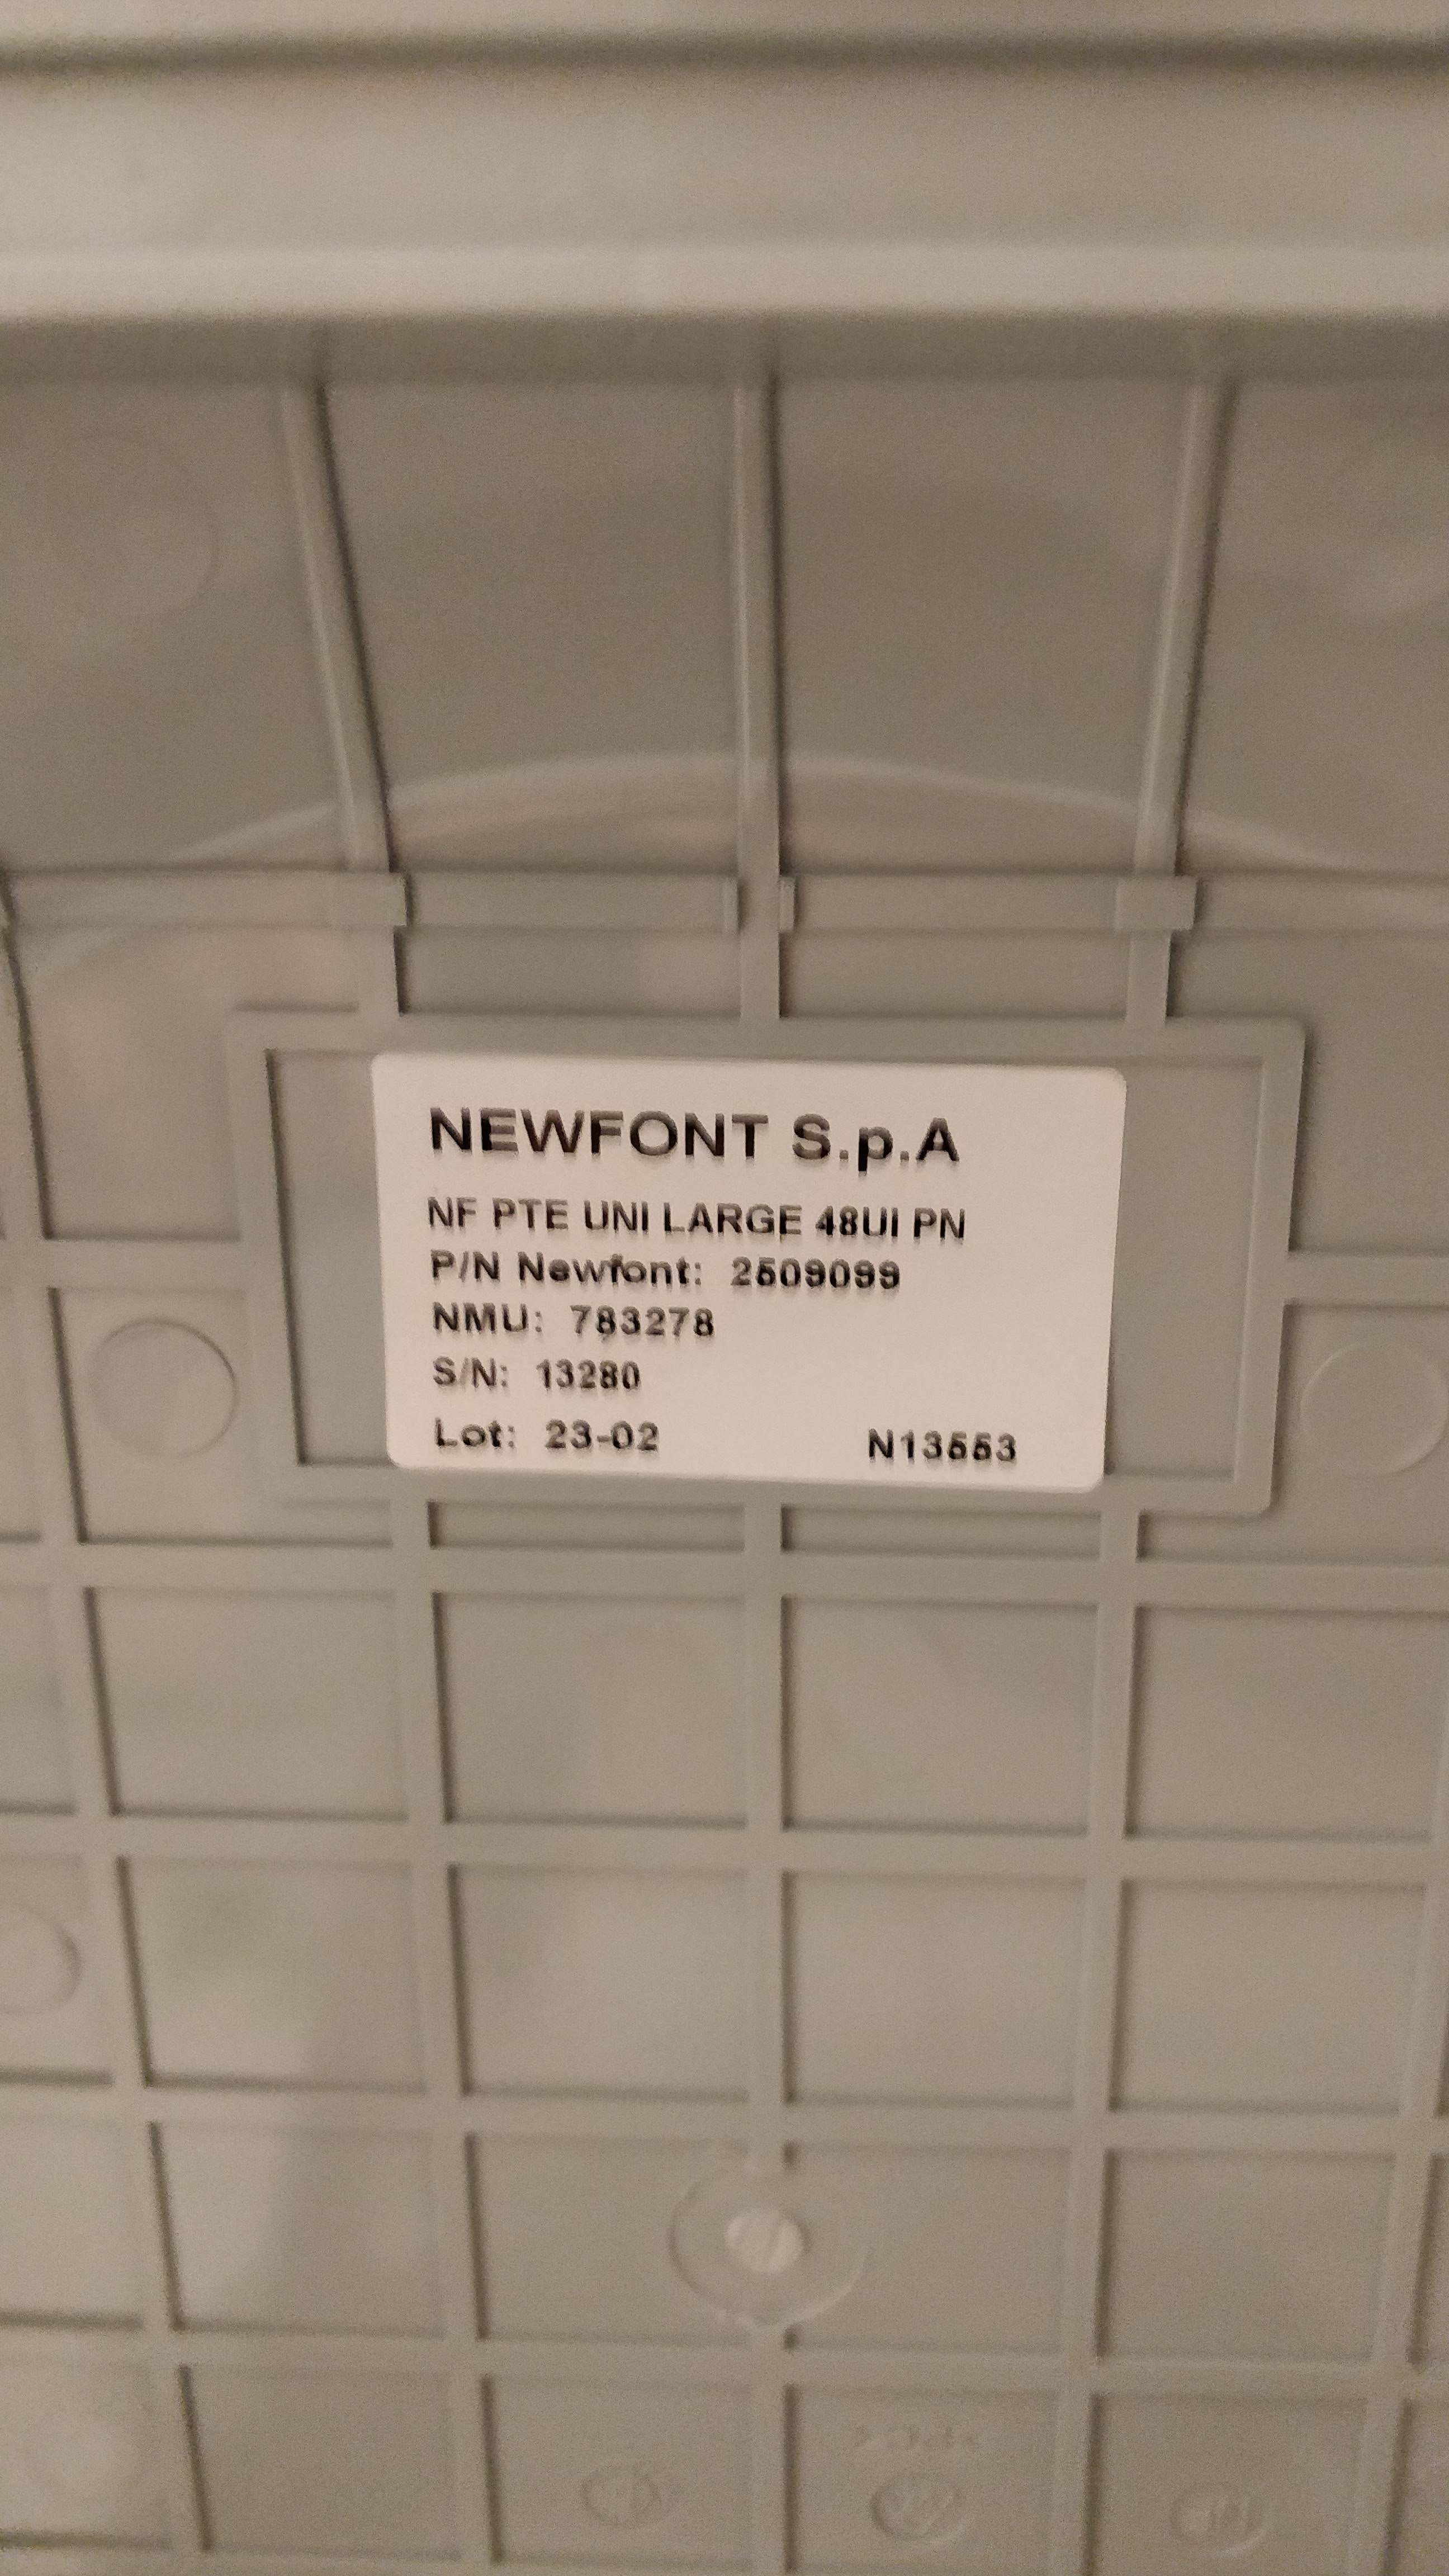 NEWFONT S.p.A
NF PTE UNI LARGE 48UI PN
P/N Newfont: 2509099
NMU: 783278
S/N: 13280
Lot: 23-02 N13553